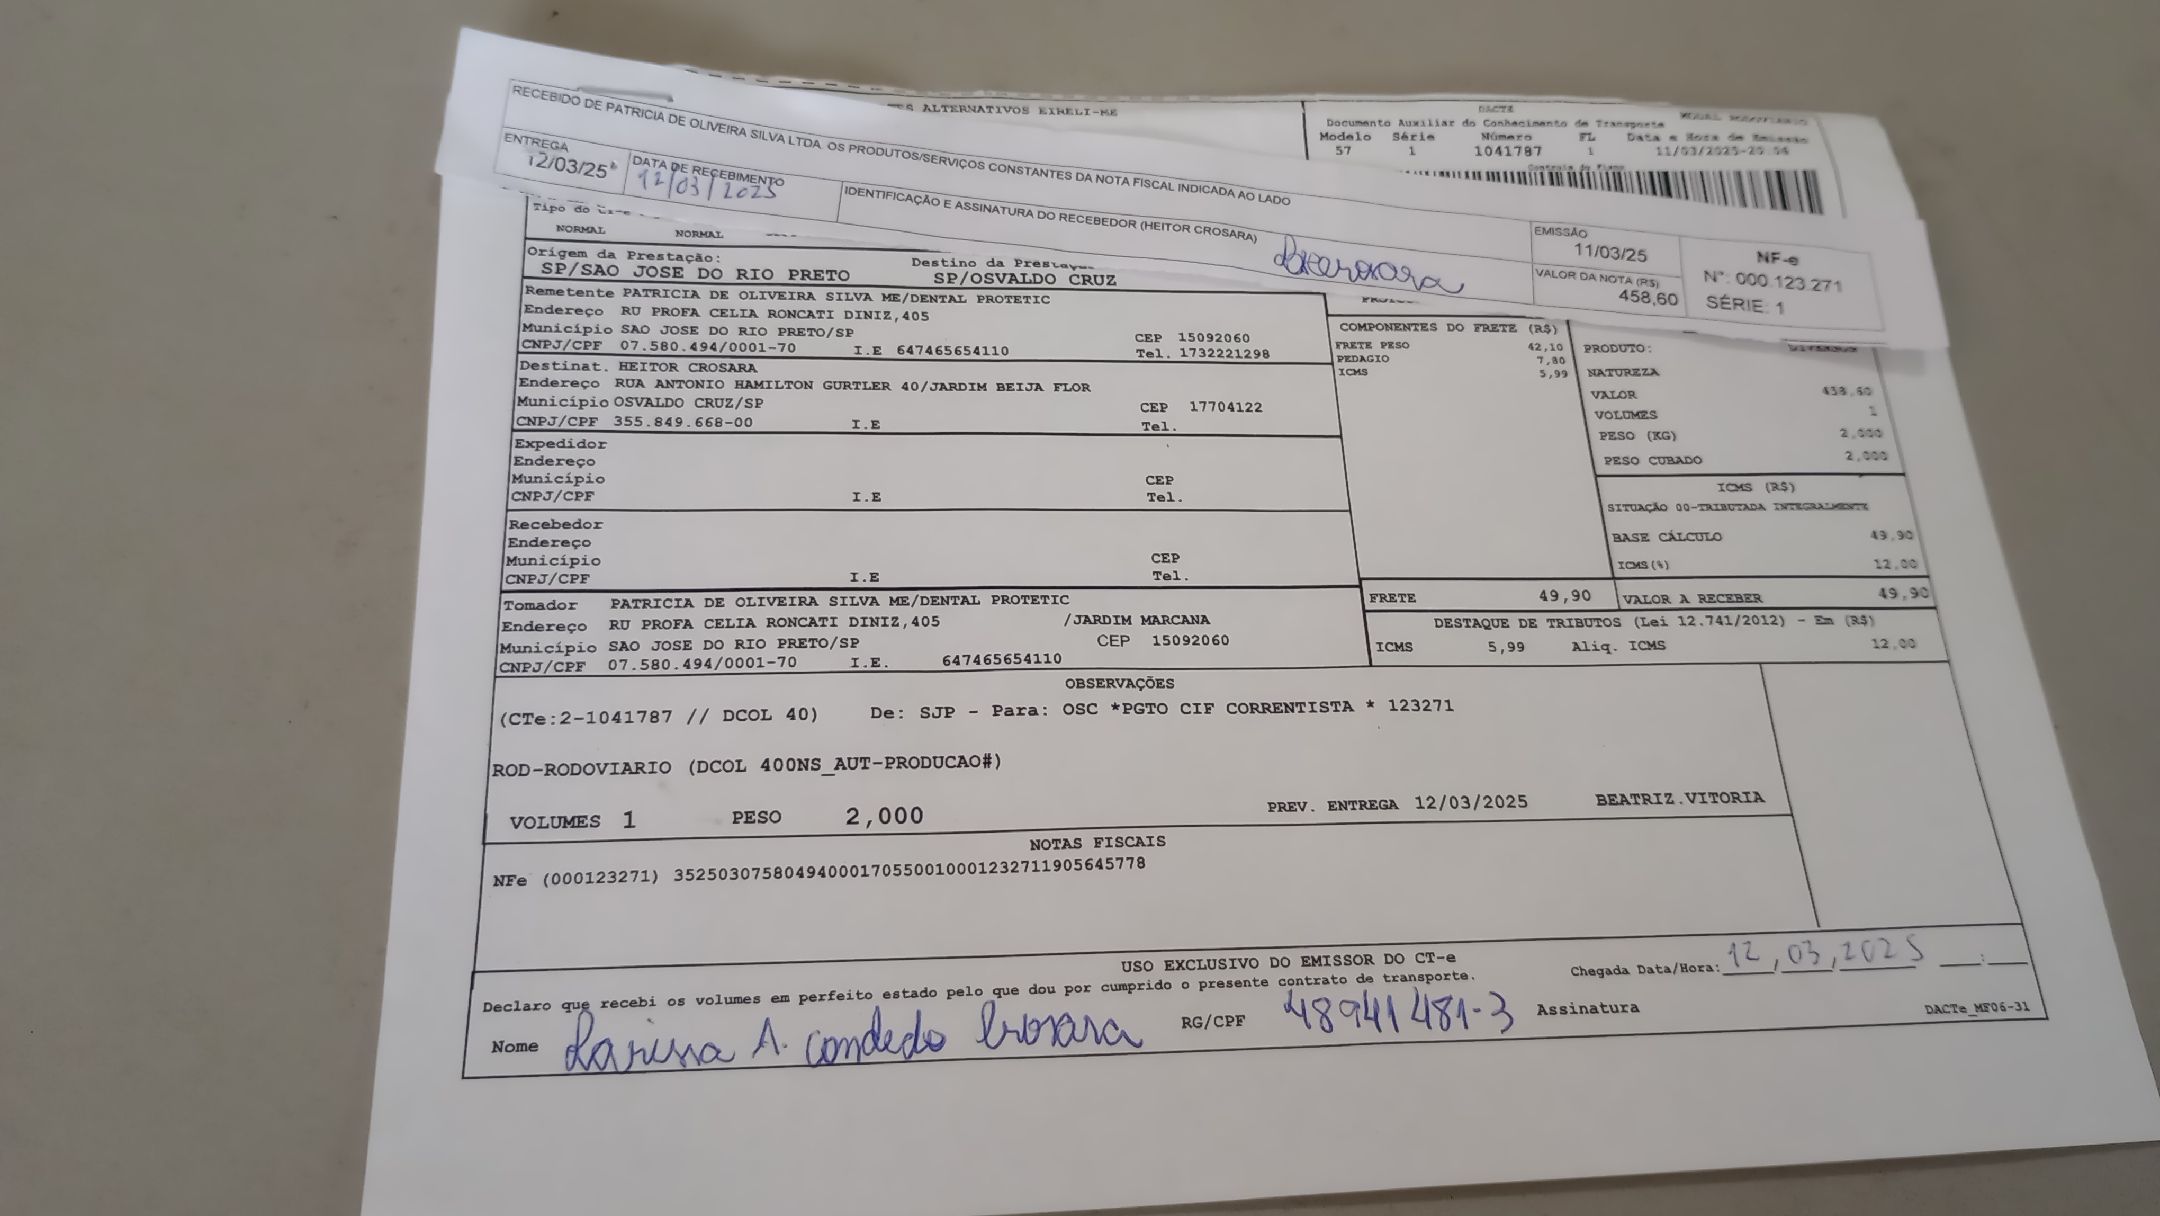 RECEBIDO DE PATRICIA DE OLIVEIRA SILVA LTDA OS PRODUTOS/SERVIÇOS CONSTANTES DA NOTA FISCAL INDICADA AO LADO
ENTREGA
12/03/25
DATA DE RECEBIMENTO
12/03/2025
IDENTIFICAÇÃO E ASSINATURA DO RECEBEDOR (HEITOR CROSARA)
EMISSÃO
11/03/25
VALOR DA NOTA (R$)
458,60
NF-e
Nº: 000.123.271
SÉRIE: 1
ALTERNATIVOS EIRELI-ME
DACTE
Documento Auxiliar do Conhecimento de Transporte
Modelo Série Número FL Data e Hora de Emissão
57 1 1041787 1 11/03/2025-20:04
Tipo do
NORMAL NORMAL
Origem da Prestação:
SP/SAO JOSE DO RIO PRETO
Destino da
SP/OSVALDO CRUZ
Remetente PATRICIA DE OLIVEIRA SILVA ME/DENTAL PROTETIC
Endereço RU PROFA CELIA RONCATI DINIZ,405
Município SAO JOSE DO RIO PRETO/SP CEP 15092060
CNPJ/CPF 07.580.494/0001-70 I.E 647465654110 Tel. 1732221298
Destinat. HEITOR CROSARA
Endereço RUA ANTONIO HAMILTON GURTLER 40/JARDIM BEIJA FLOR
Município OSVALDO CRUZ/SP CEP 17704122
CNPJ/CPF 355.849.668-00 I.E Tel.
Expedidor
Endereço
Município CEP
CNPJ/CPF I.E Tel.
Recebedor
Endereço
Município CEP
CNPJ/CPF I.E Tel.
Tomador PATRICIA DE OLIVEIRA SILVA ME/DENTAL PROTETIC
Endereço RU PROFA CELIA RONCATI DINIZ,405 /JARDIM MARCANA
Município SAO JOSE DO RIO PRETO/SP CEP 15092060
CNPJ/CPF 07.580.494/0001-70 I.E. 647465654110
COMPONENTES DO FRETE (R$)
FRETE PESO 42,10
PEDAGIO 7,80
ICMS 5,99
PRODUTO:
NATUREZA
VALOR 458,60
VOLUMES 1
PESO (KG) 2,000
PESO CUBADO 2,000
ICMS (R$)
SITUAÇÃO 00-TRIBUTADA INTEGRALMENTE
BASE CÁLCULO 49,90
ICMS(%) 12,00
FRETE 49,90 VALOR A RECEBER 49,90
DESTAQUE DE TRIBUTOS (Lei 12.741/2012) - Em (R$)
ICMS 5,99 Aliq. ICMS 12,00
OBSERVAÇÕES
(CTe:2-1041787 // DCOL 40) De: SJP - Para: OSC *PGTO CIF CORRENTISTA * 123271
ROD-RODOVIARIO (DCOL 400NS_AUT-PRODUCAO#)
VOLUMES 1 PESO 2,000 PREV. ENTREGA 12/03/2025 BEATRIZ.VITORIA
NOTAS FISCAIS
NFe (000123271) 35250307580494000170550010001232711905645778
USO EXCLUSIVO DO EMISSOR DO CT-e
Declaro que recebi os volumes em perfeito estado pelo que dou por cumprido o presente contrato de transporte.
Chegada Data/Hora: 12/03/2025 __:__
Nome Larissa A. Condedo Crosara RG/CPF 48941481-3 Assinatura
DACTe_MF06-31